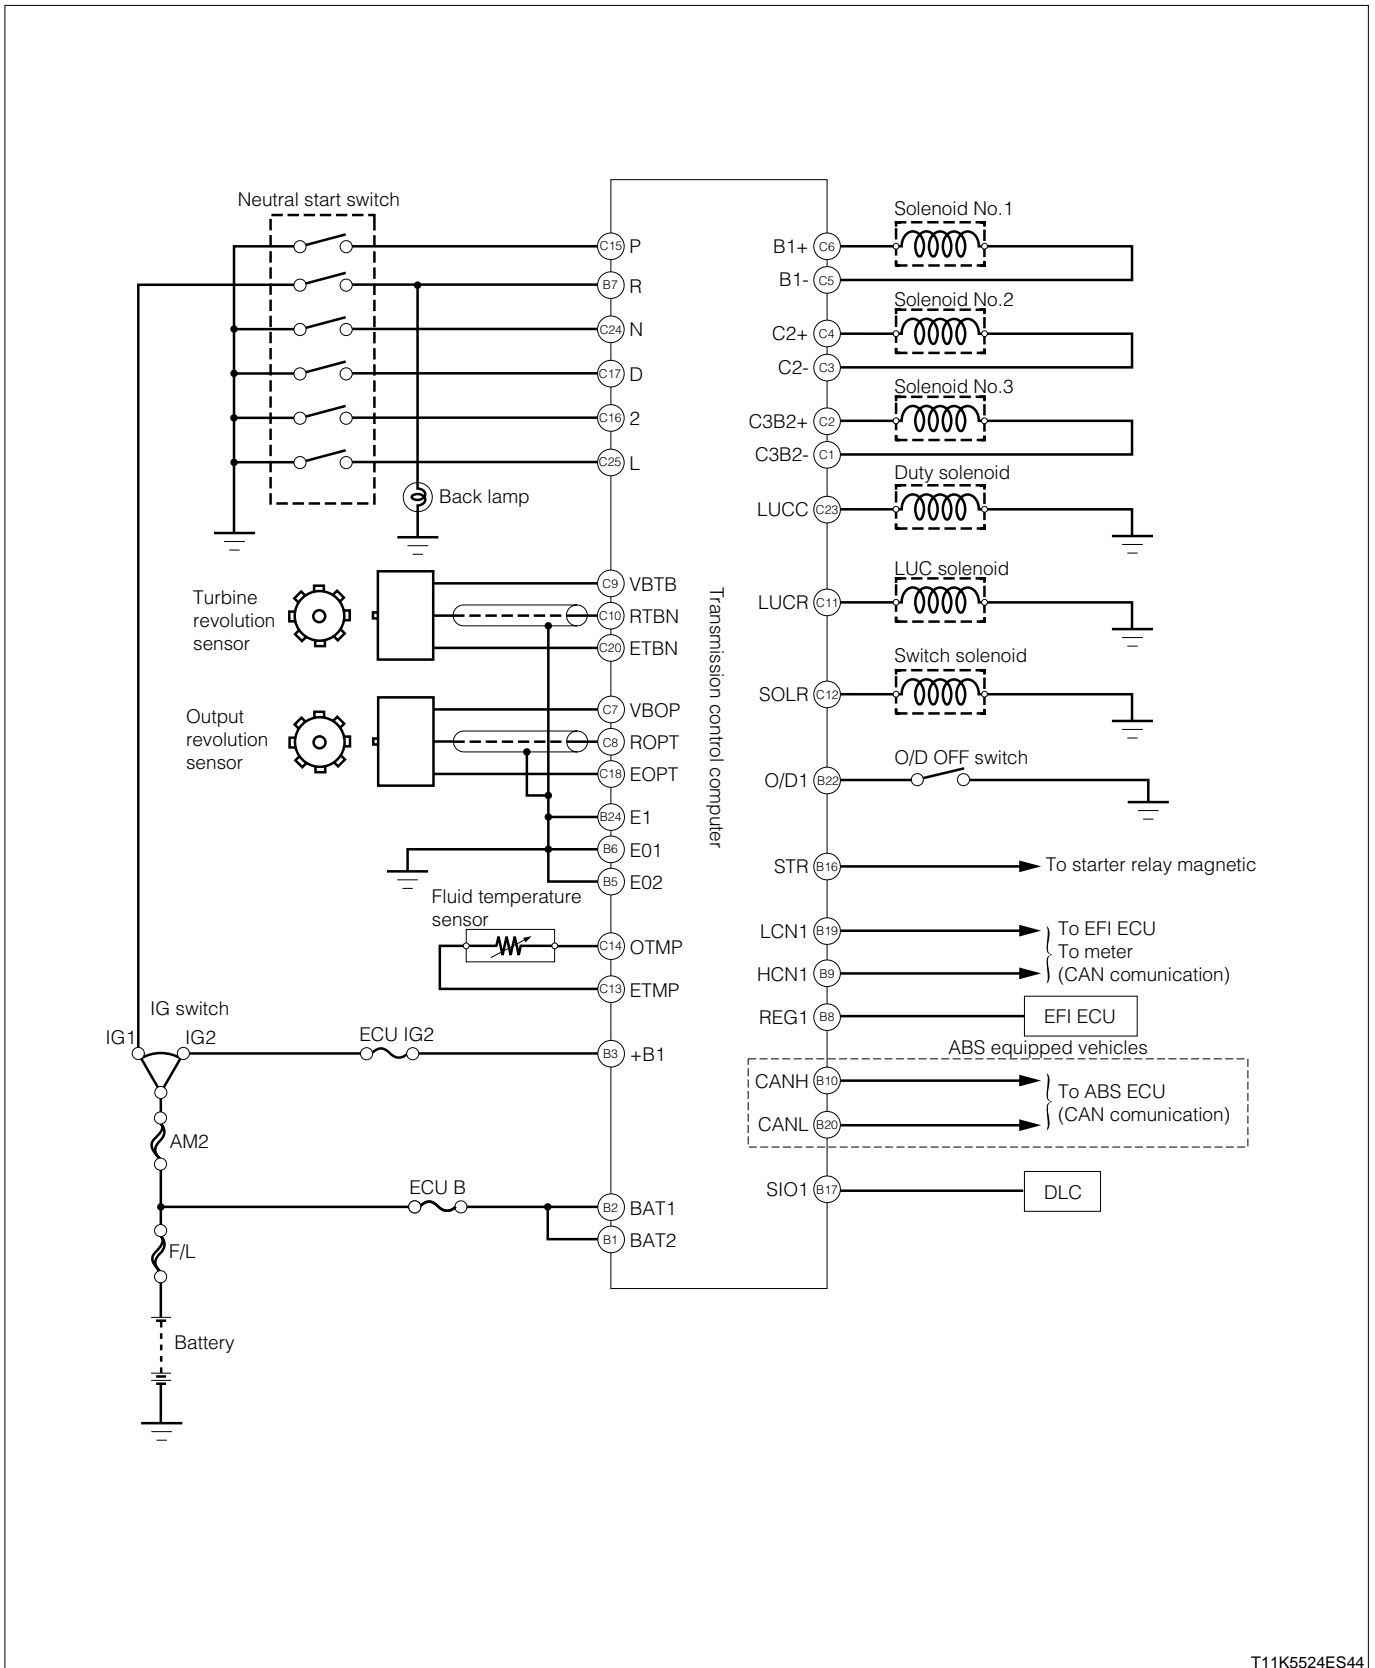 Neutral start switch
C15 P
B7 R
C24 N
C17 D
C16 2
C25 L
Back lamp
Turbine
revolution
sensor
C9 VBTB
C10 RTBN
C20 ETBN
Output
revolution
sensor
C7 VBOP
C8 ROPT
C18 EOPT
B24 E1
B6 E01
B5 E02
Fluid temperature
sensor
C14 OTMP
C13 ETMP
IG switch
IG1
IG2
ECU IG2
B3 +B1
AM2
ECU B
B2 BAT1
B1 BAT2
F/L
Battery
Transmission control computer
Solenoid No.1
B1+ C6
B1- C5
Solenoid No.2
C2+ C4
C2- C3
Solenoid No.3
C3B2+ C2
C3B2- C1
Duty solenoid
LUCC C23
LUC solenoid
LUCR C11
Switch solenoid
SOLR C12
O/D OFF switch
O/D1 B22
STR B16
To starter relay magnetic
LCN1 B19
HCN1 B9
To EFI ECU
To meter
(CAN comunication)
REG1 B8
EFI ECU
ABS equipped vehicles
CANH B10
CANL B20
To ABS ECU
(CAN comunication)
SIO1 B17
DLC
T11K5524ES44